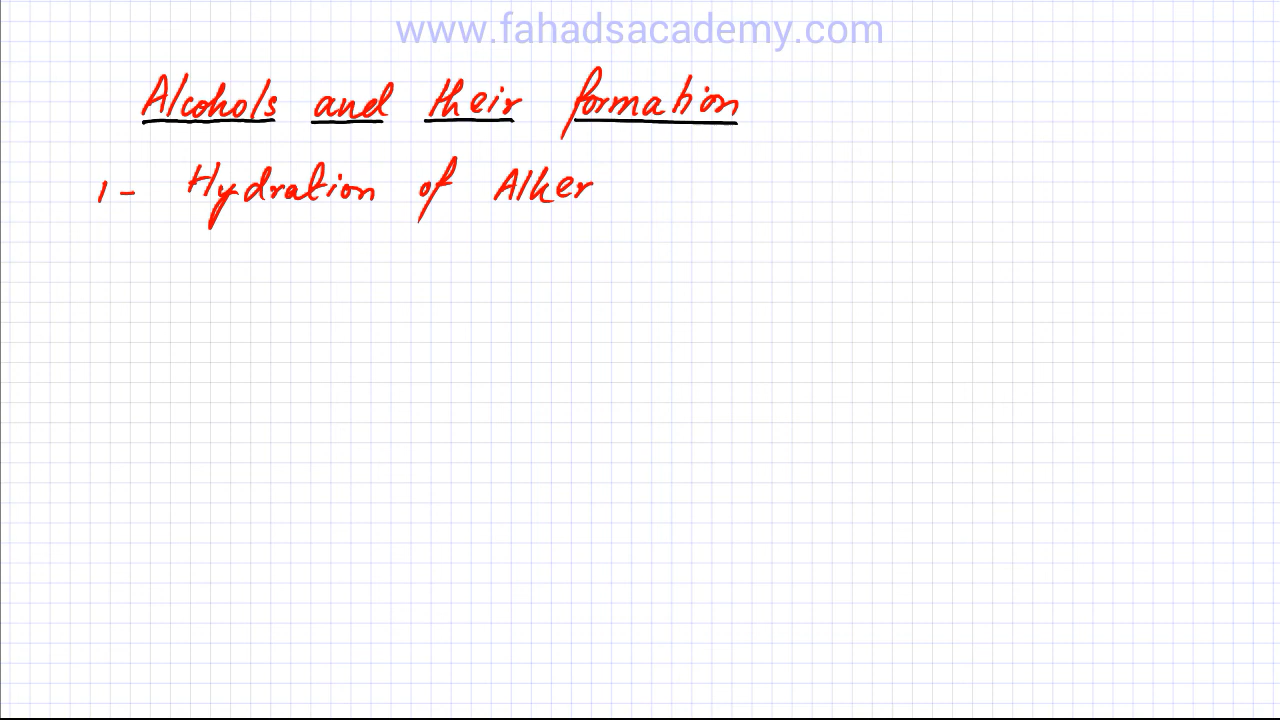 www.fahadsacademy.com
Alcohols and their formation
1- Hydration of Alker